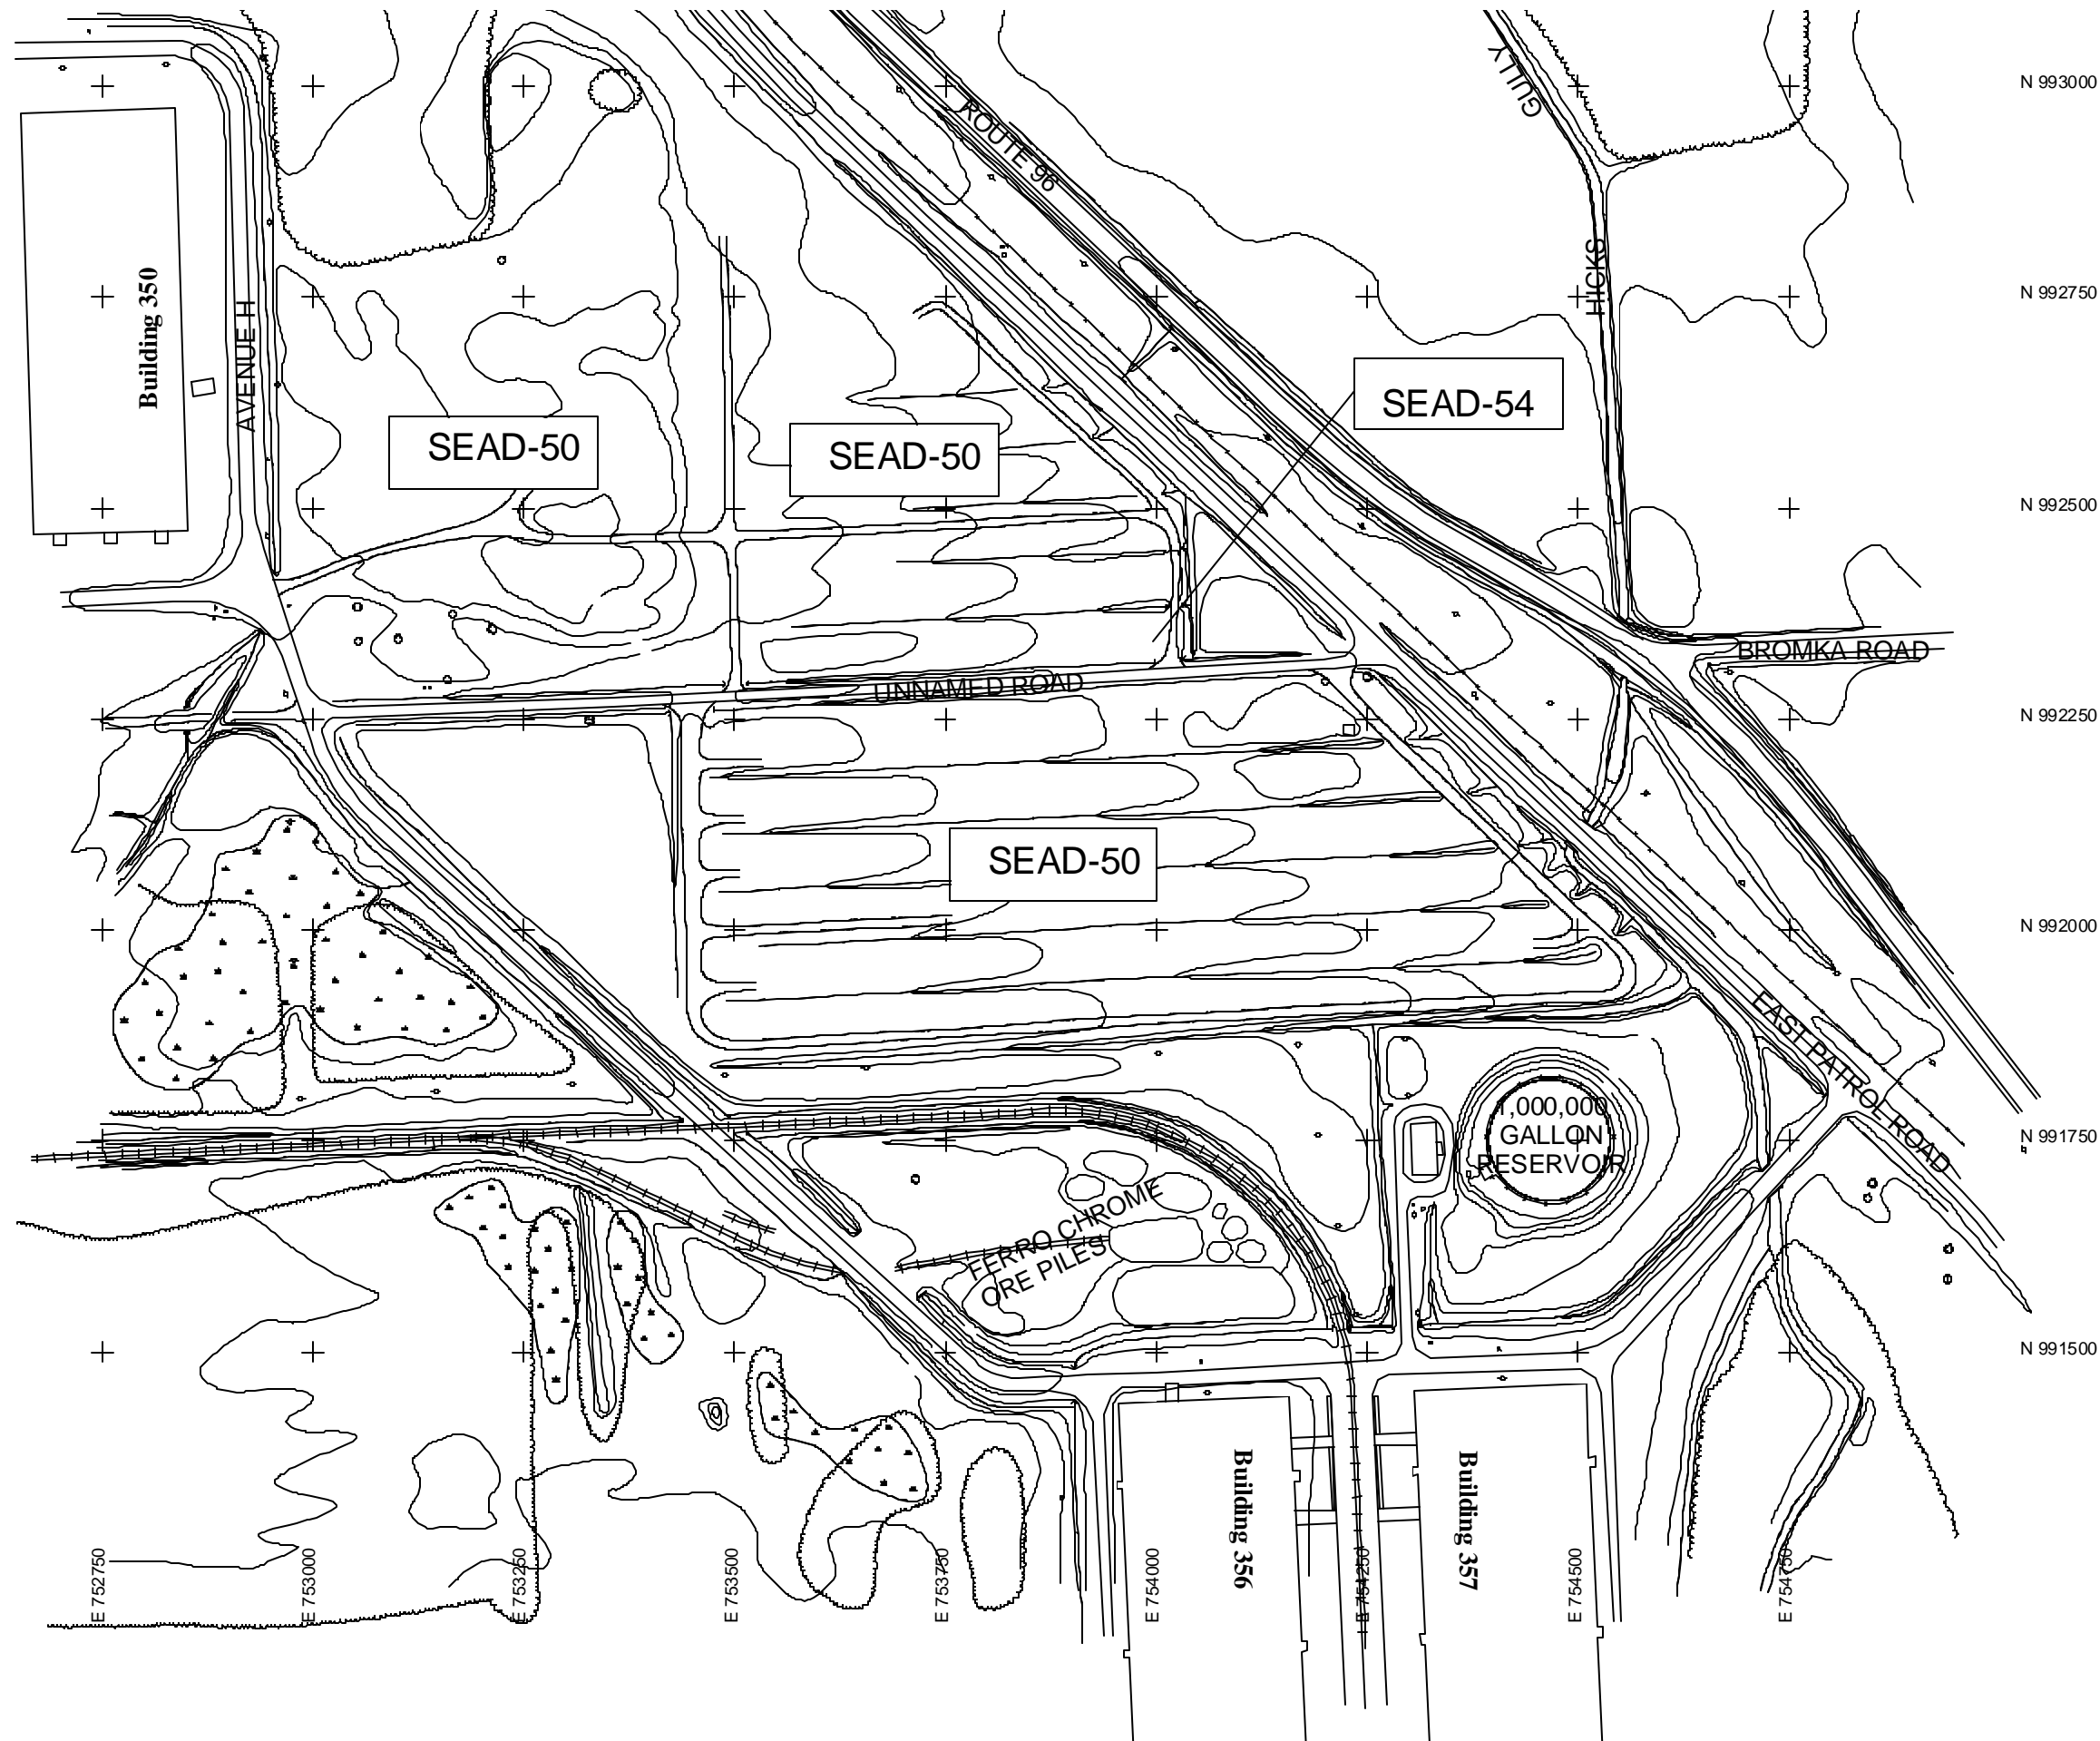 N 993000
GUILY
ROUTE 96
HICKS
N 992750
Building 350
AVENUE H
SEAD-54
SEAD-50
SEAD-50
N 992500
BROMKA ROAD
UNNAMED ROAD
N 992250
SEAD-50
N 992000
EAST PATROL ROAD
1,000,000
GALLON
RESERVOIR
N 991750
FERRO CHROME
ORE PILES
N 991500
Building 356
Building 357
E 752750
E 753000
E 753250
E 753500
E 753750
E 754000
E 754250
E 754500
E 754750